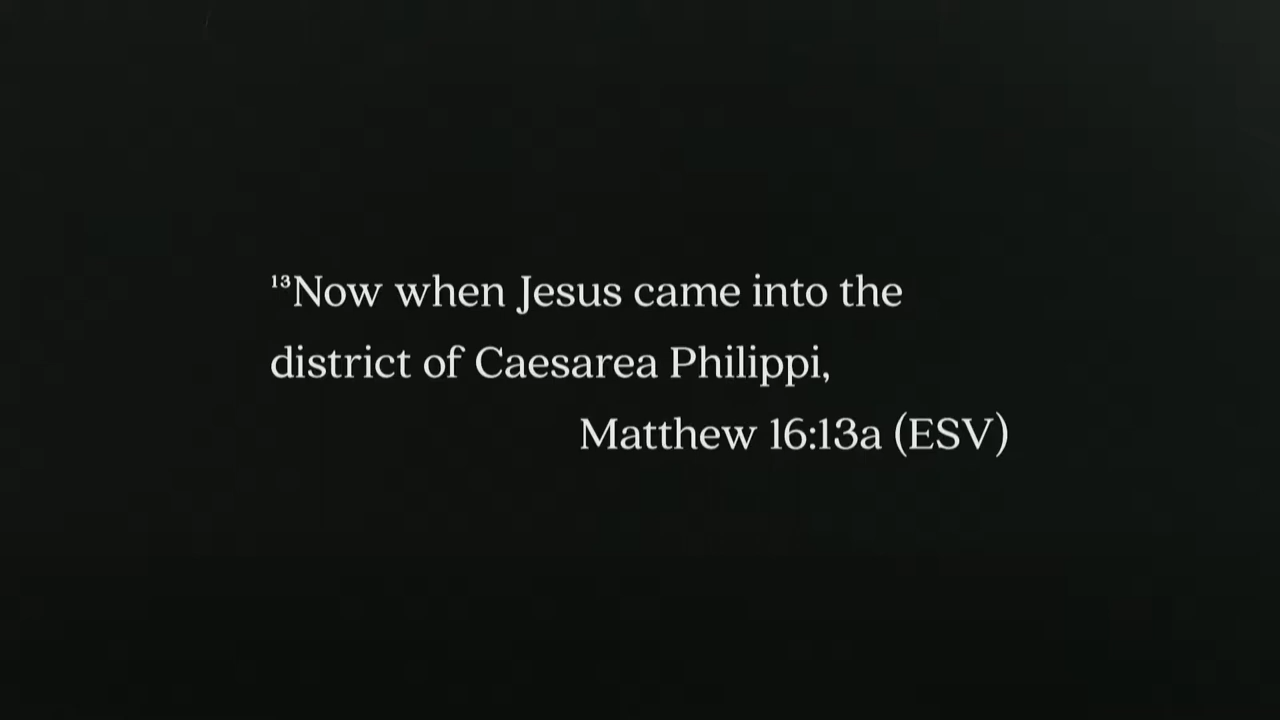 ¹³Now when Jesus came into the
district of Caesarea Philippi,
Matthew 16:13a (ESV)